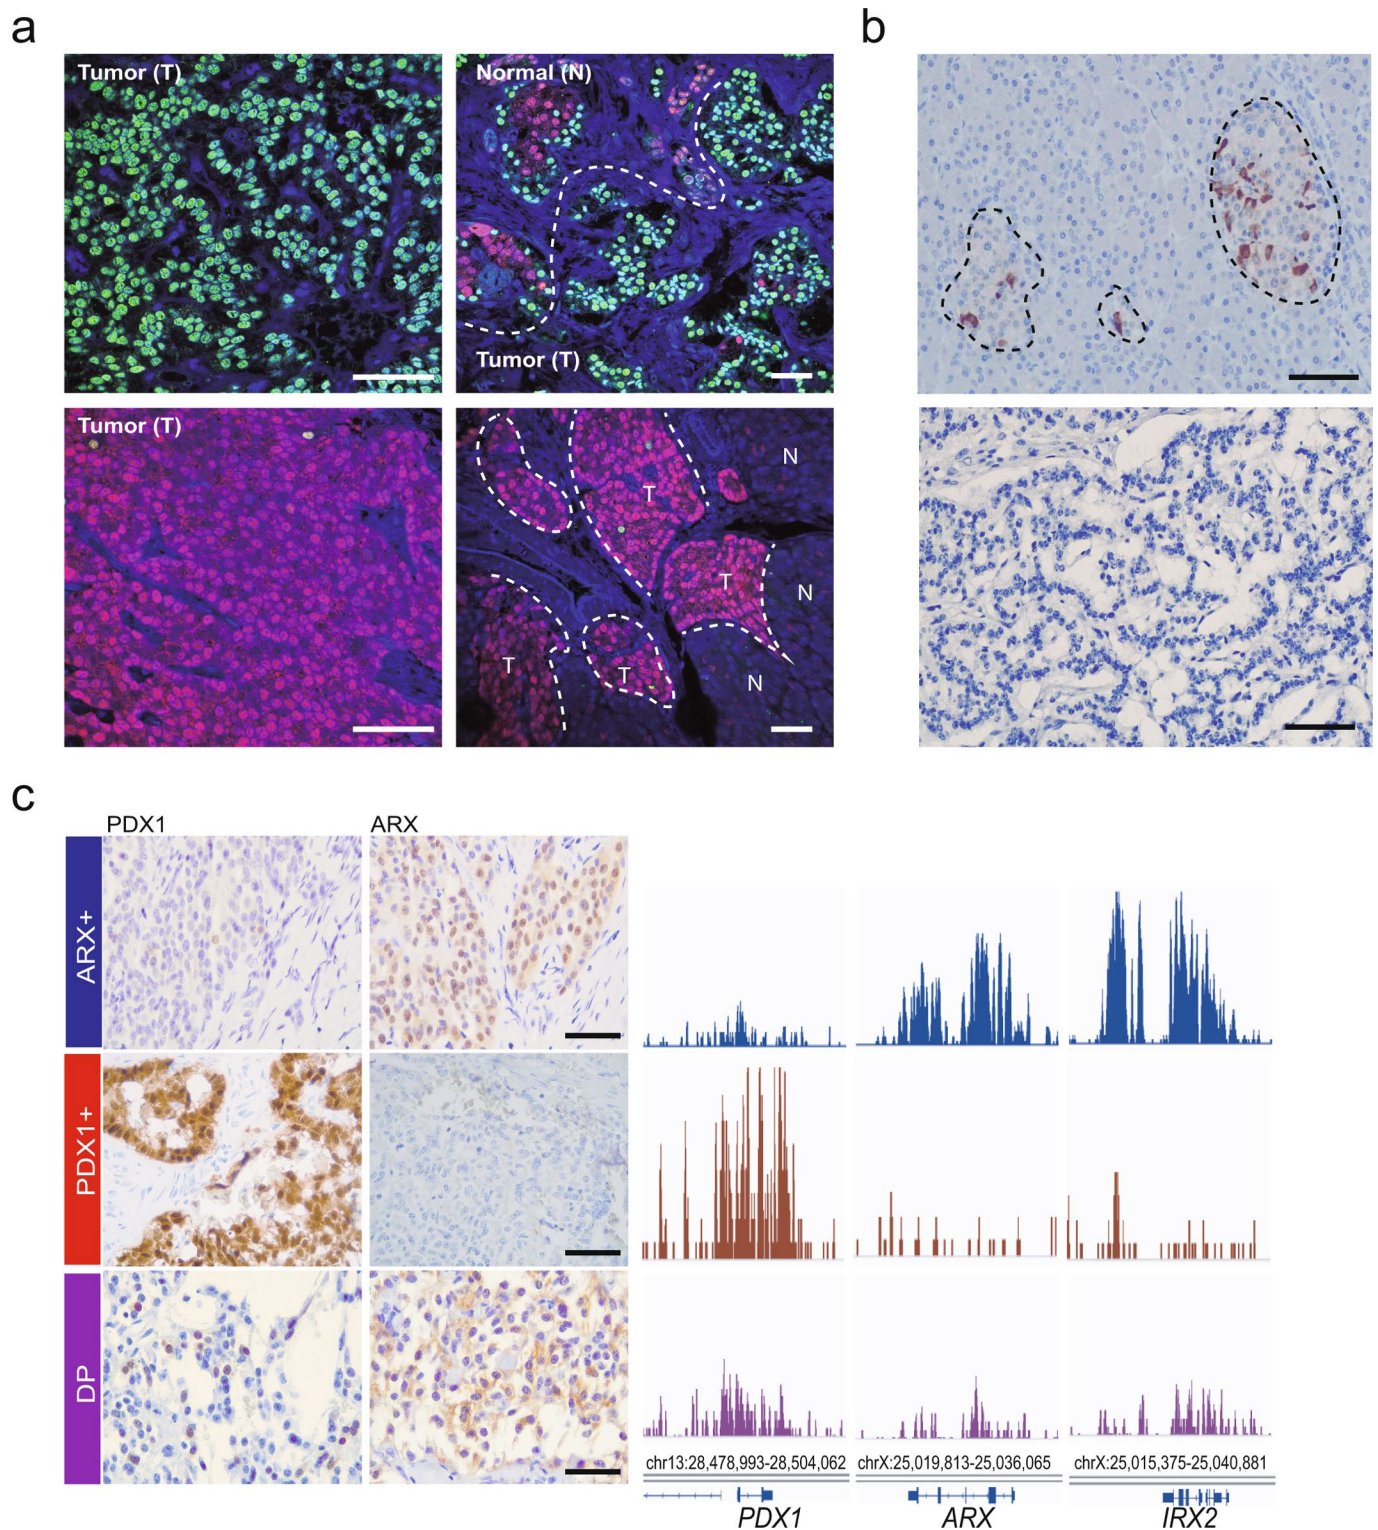 a
b
Tumor (T)
Normal (N)
Tumor (T)
Tumor (T)
N
T
T
N
T
T
N
c
PDX1
ARX
ARX+
PDX1+
DP
chr13:28,478,993-28,504,062
chrX:25,019,813-25,036,065
chrX:25,015,375-25,040,881
PDX1
ARX
IRX2